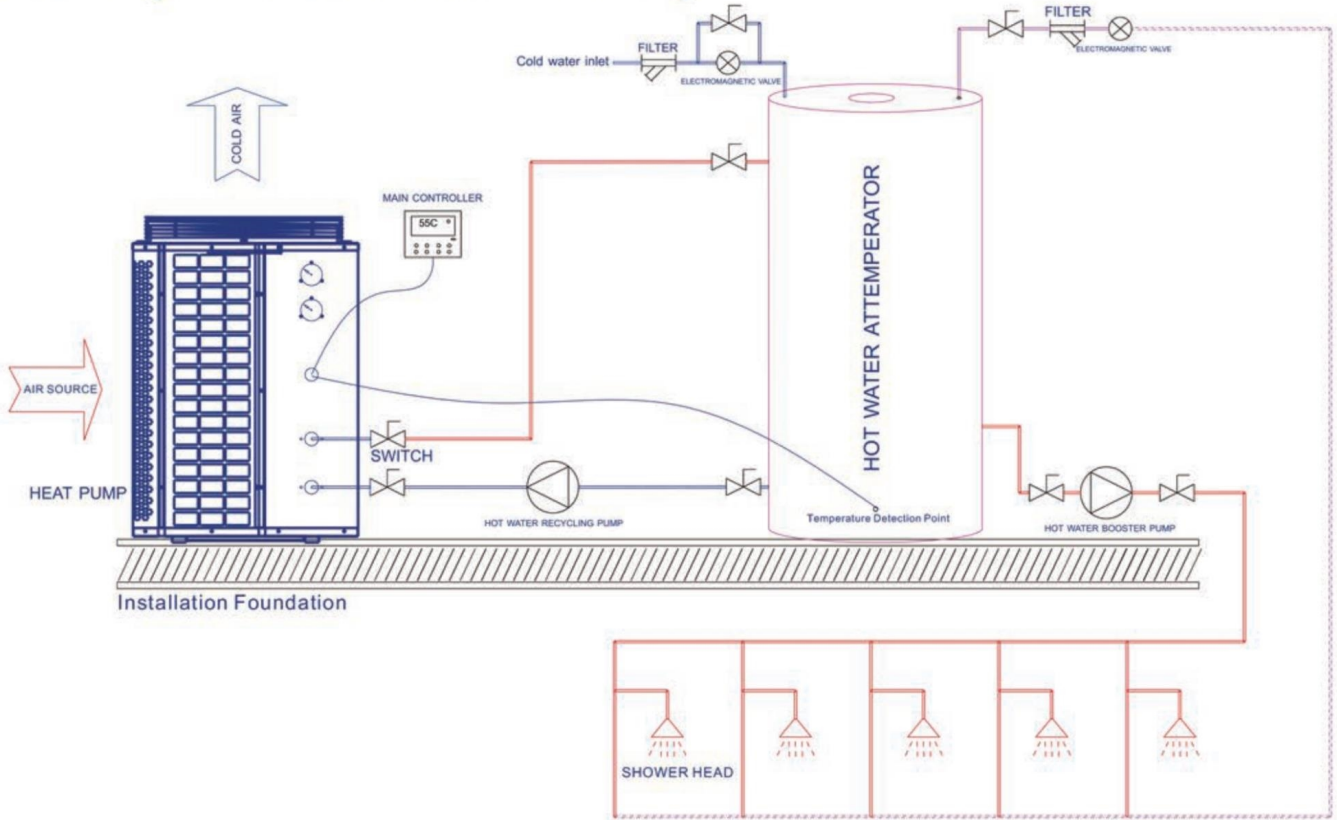 FILTER
FILTER
ELECTROMAGNETIC VALVE
Cold water inlet
ELECTROMAGNETIC VALVE
COLD AIR
MAIN CONTROLLER
55C
HOT WATER ATTEMPERATOR
AIR SOURCE
SWITCH
HEAT PUMP
HOT WATER RECYCLING PUMP
Temperature Detection Point
HOT WATER BOOSTER PUMP
Installation Foundation
SHOWER HEAD